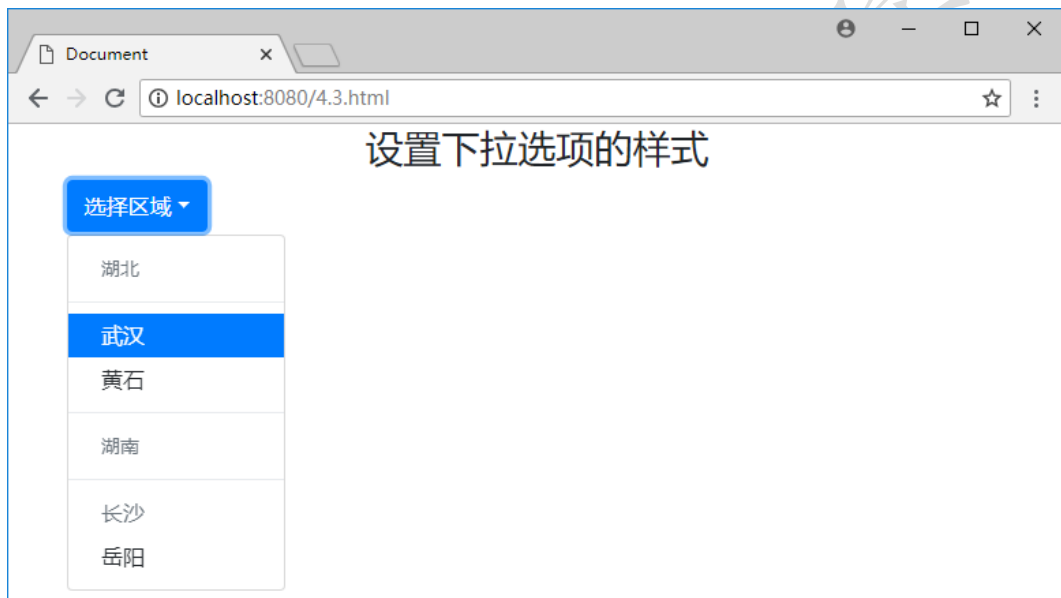 Document
localhost:8080/4.3.html
设置下拉选项的样式
选择区域
湖北
武汉
黄石
湖南
长沙
岳阳